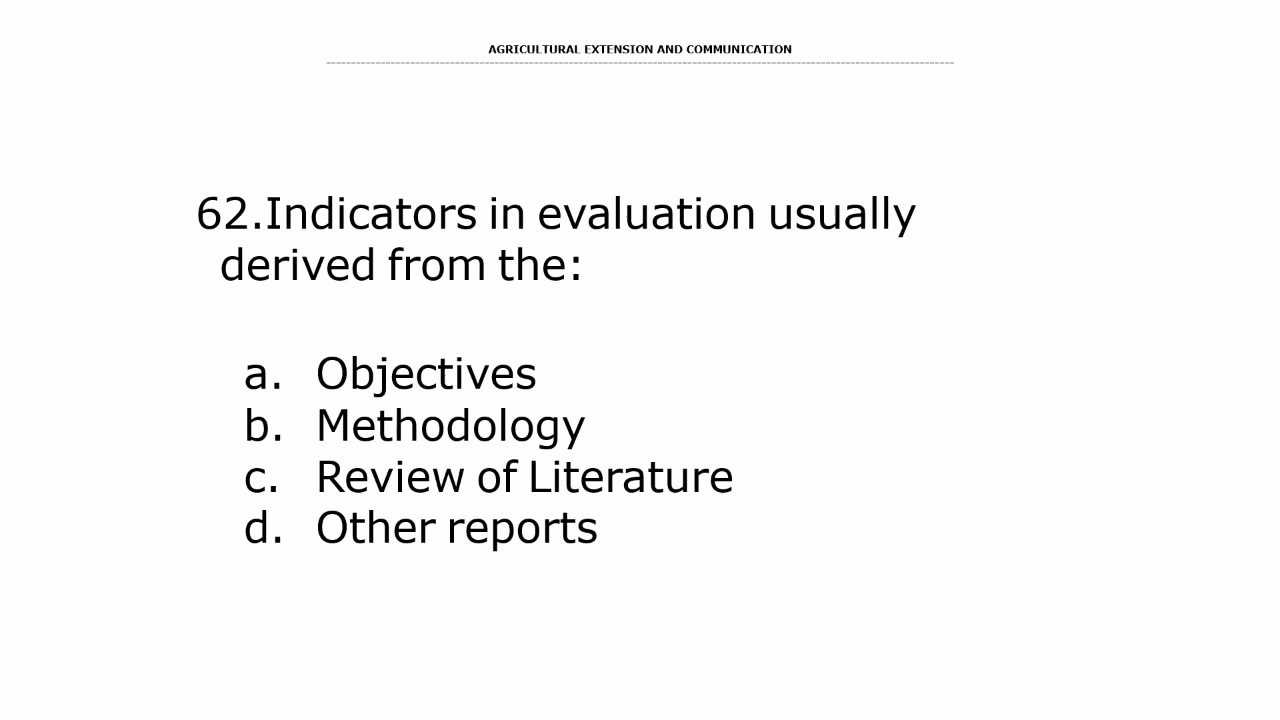 AGRICULTURAL EXTENSION AND COMMUNICATION
62.Indicators in evaluation usually
derived from the:
a. Objectives
b. Methodology
c. Review of Literature
d. Other reports